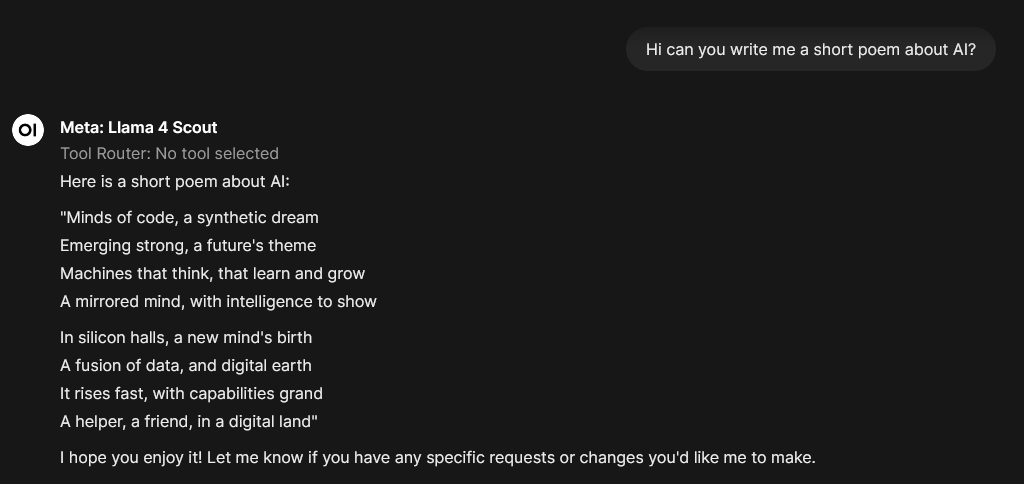 Hi can you write me a short poem about AI?
OI
Meta: Llama 4 Scout
Tool Router: No tool selected
Here is a short poem about AI:
"Minds of code, a synthetic dream
Emerging strong, a future's theme
Machines that think, that learn and grow
A mirrored mind, with intelligence to show
In silicon halls, a new mind's birth
A fusion of data, and digital earth
It rises fast, with capabilities grand
A helper, a friend, in a digital land"
I hope you enjoy it! Let me know if you have any specific requests or changes you'd like me to make.